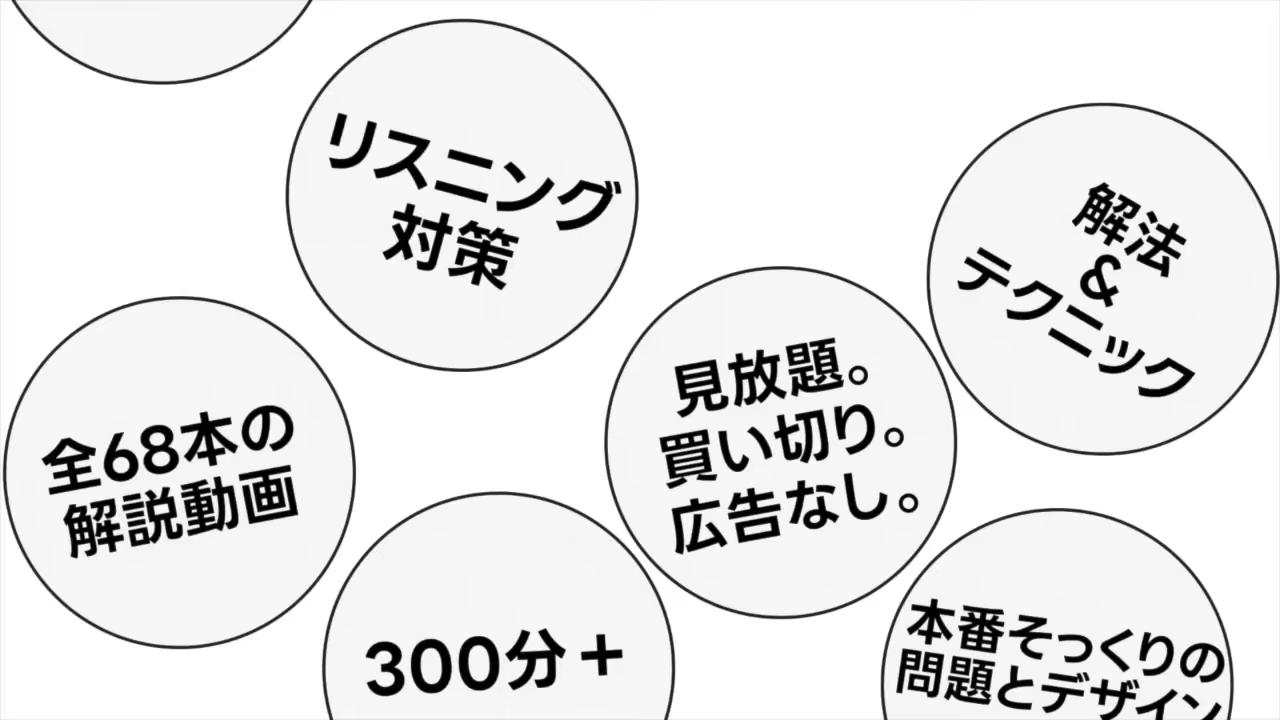 リスニング
対策
解法
&
テクニック
見放題。
買い切り。
広告なし。
全68本の
解説動画
300分＋
本番そっくりの
問題とデザイン